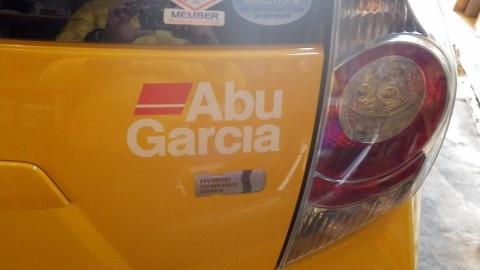 MEMBER
Abu
Garcia
HYBRID
SYNERGY
DRIVE